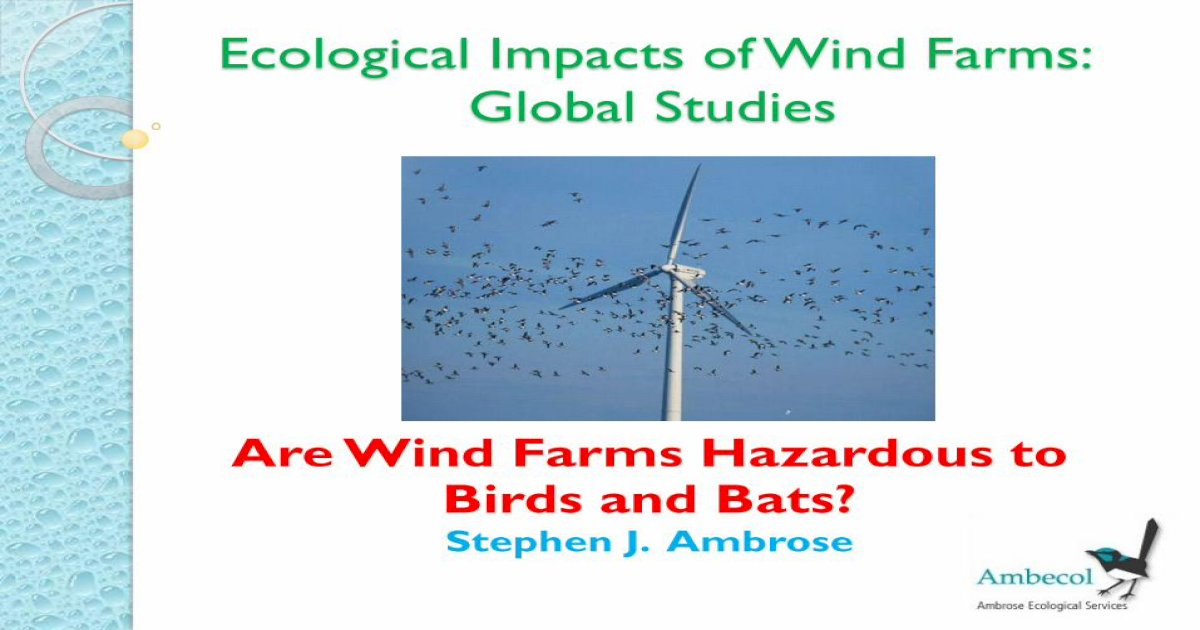 Ecological Impacts of Wind Farms:
Global Studies
Are Wind Farms Hazardous to
Birds and Bats?
Stephen J. Ambrose
Ambecol
Ambrose Ecological Services